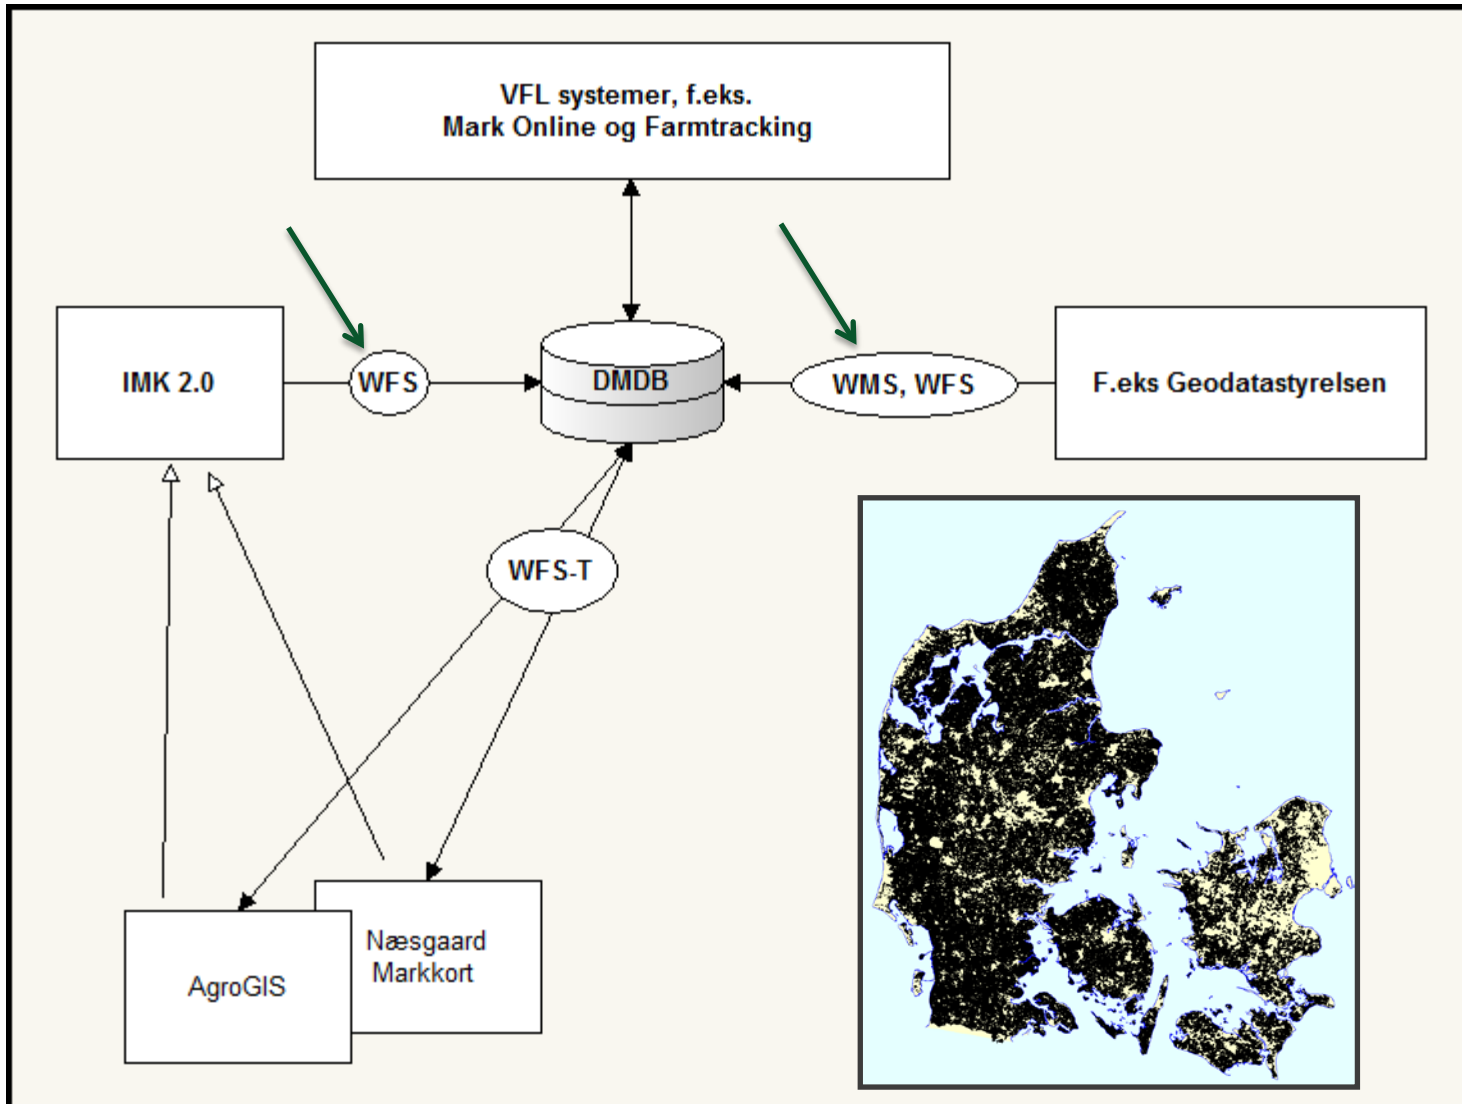 VFL systemer, f.eks.
Mark Online og Farmtracking
IMK 2.0
WFS
DMDB
WMS, WFS
F.eks Geodatastyrelsen
WFS-T
Næsgaard
Markkort
AgroGIS